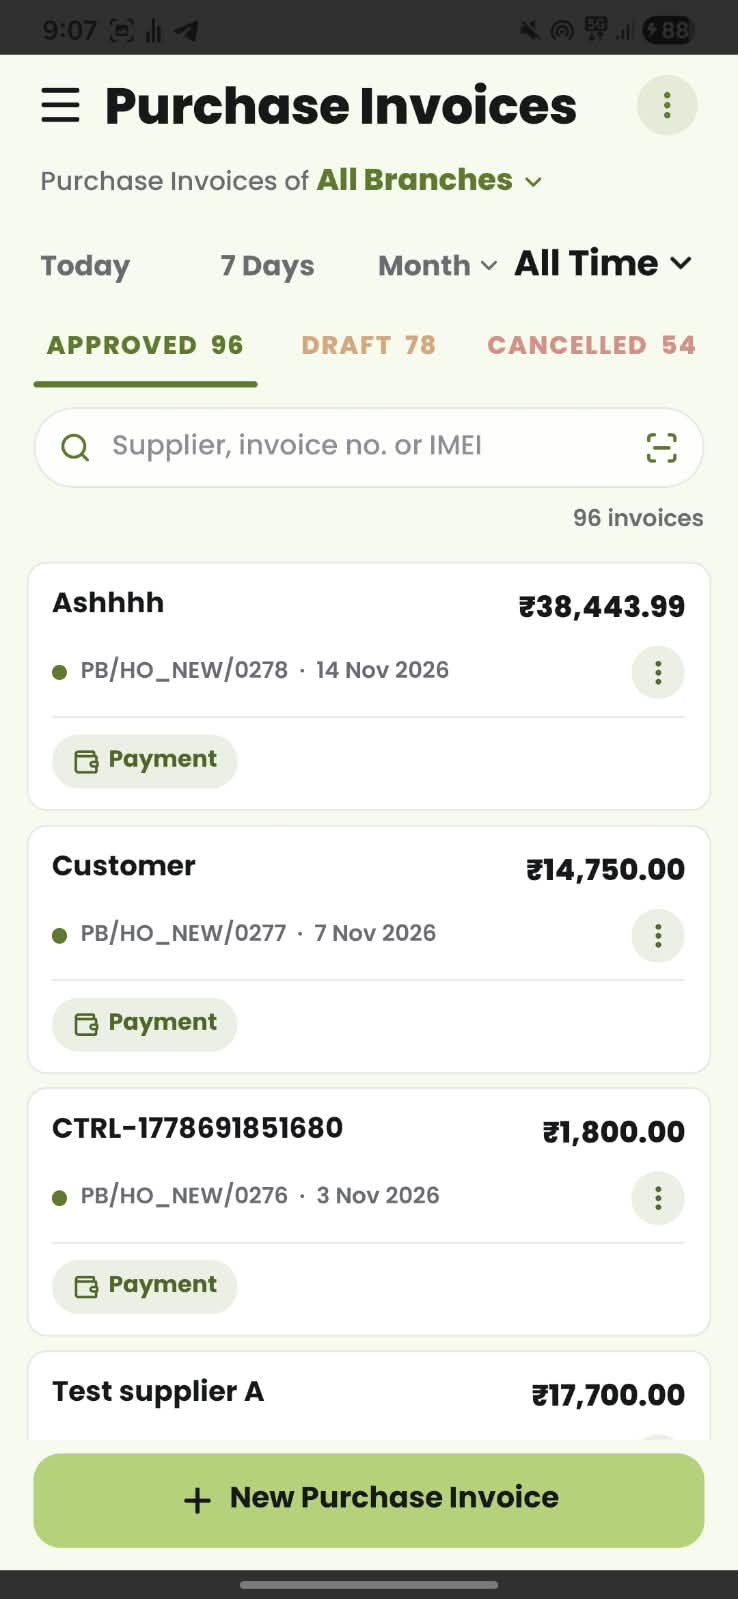 9:07
5G
88
Purchase Invoices
Purchase Invoices of All Branches
Today 7 Days Month All Time
APPROVED 96 DRAFT 78 CANCELLED 54
Supplier, invoice no. or IMEI
96 invoices
Ashhhh ₹38,443.99
PB/HO_NEW/0278 · 14 Nov 2026
Payment
Customer ₹14,750.00
PB/HO_NEW/0277 · 7 Nov 2026
Payment
CTRL-1778691851680 ₹1,800.00
PB/HO_NEW/0276 · 3 Nov 2026
Payment
Test supplier A ₹17,700.00
+ New Purchase Invoice